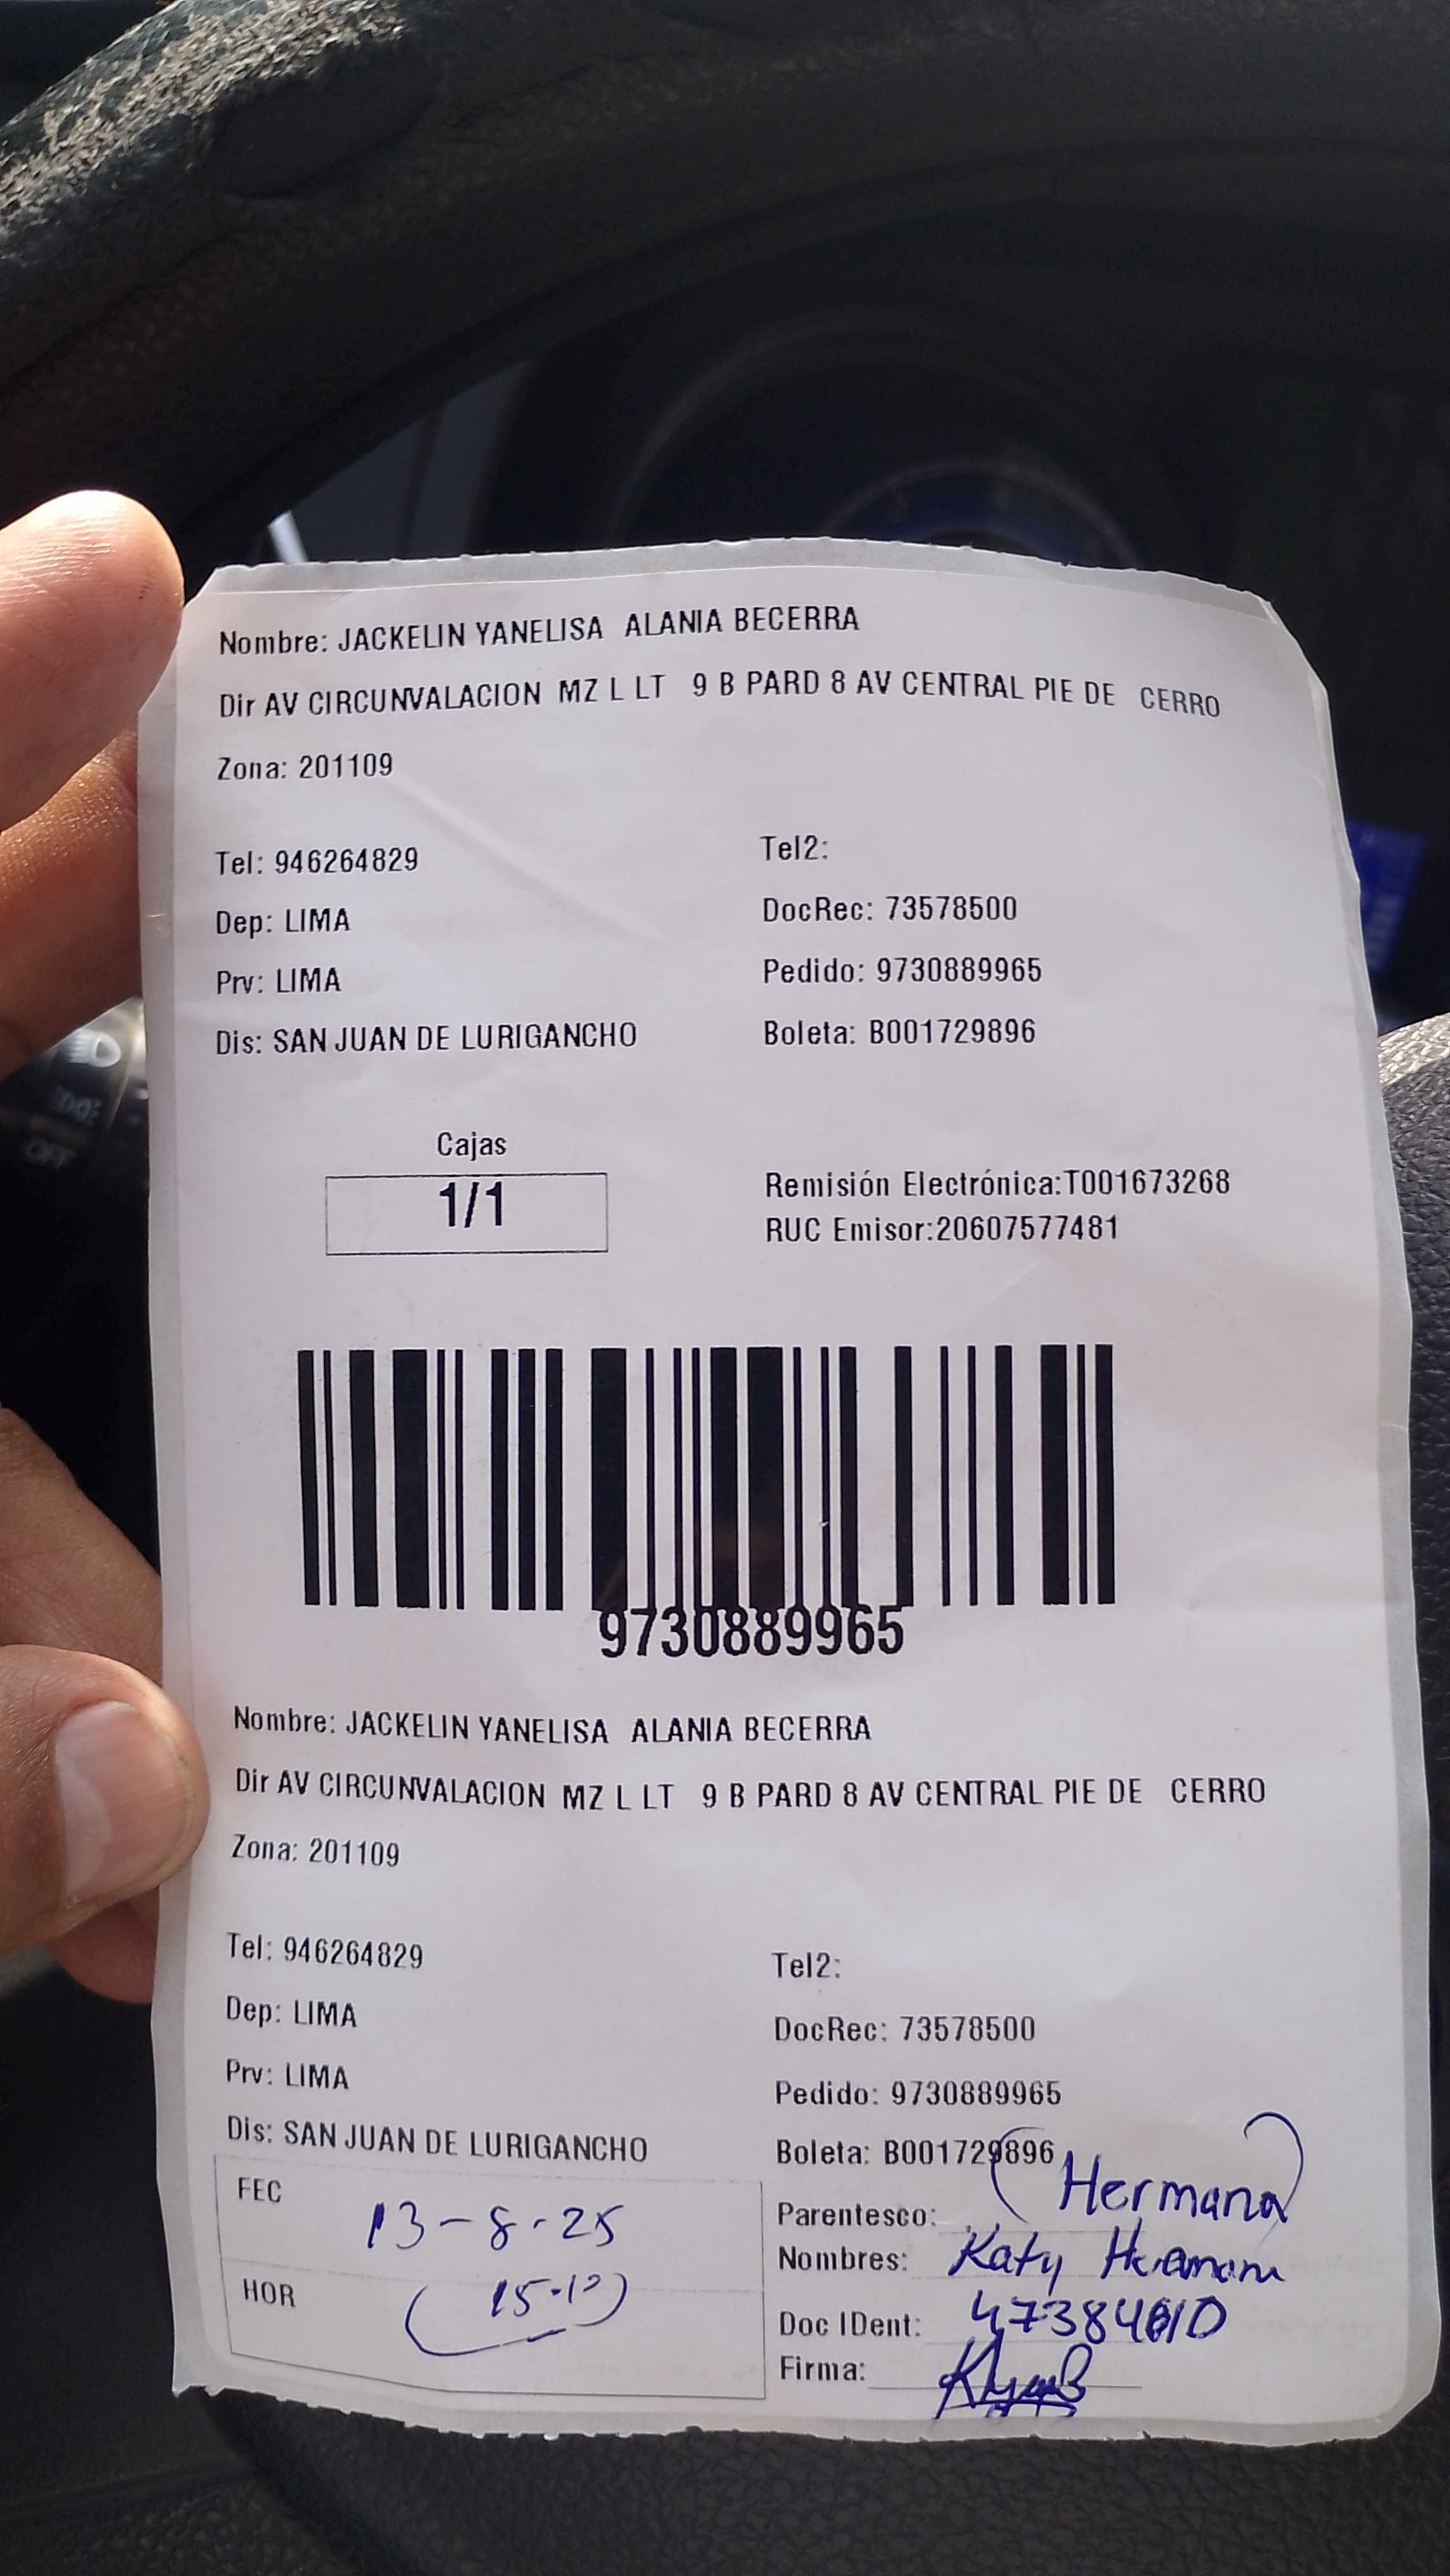 Nombre: JACKELIN YANELISA ALANIA BECERRA
Dir AV CIRCUNVALACION MZ L LT 9 B PARD 8 AV CENTRAL PIE DE CERRO
Zona: 201109
Tel: 946264829
Tel2:
Dep: LIMA
DocRec: 73578500
Prv: LIMA
Pedido: 9730889965
Dis: SAN JUAN DE LURIGANCHO
Boleta: B001729896
Cajas
1/1
Remisión Electrónica:T001673268
RUC Emisor:20607577481
9730889965
Nombre: JACKELIN YANELISA ALANIA BECERRA
Dir AV CIRCUNVALACION MZ L LT 9 B PARD 8 AV CENTRAL PIE DE CERRO
Zona: 201109
Tel: 946264829
Tel2:
Dep: LIMA
DocRec: 73578500
Prv: LIMA
Pedido: 9730889965
Dis: SAN JUAN DE LURIGANCHO
Boleta: B001729896
FEC 13-8-25
Parentesco: (Hermana)
Nombres: Katy
HOR
Doc IDent:
Firma:
OFF